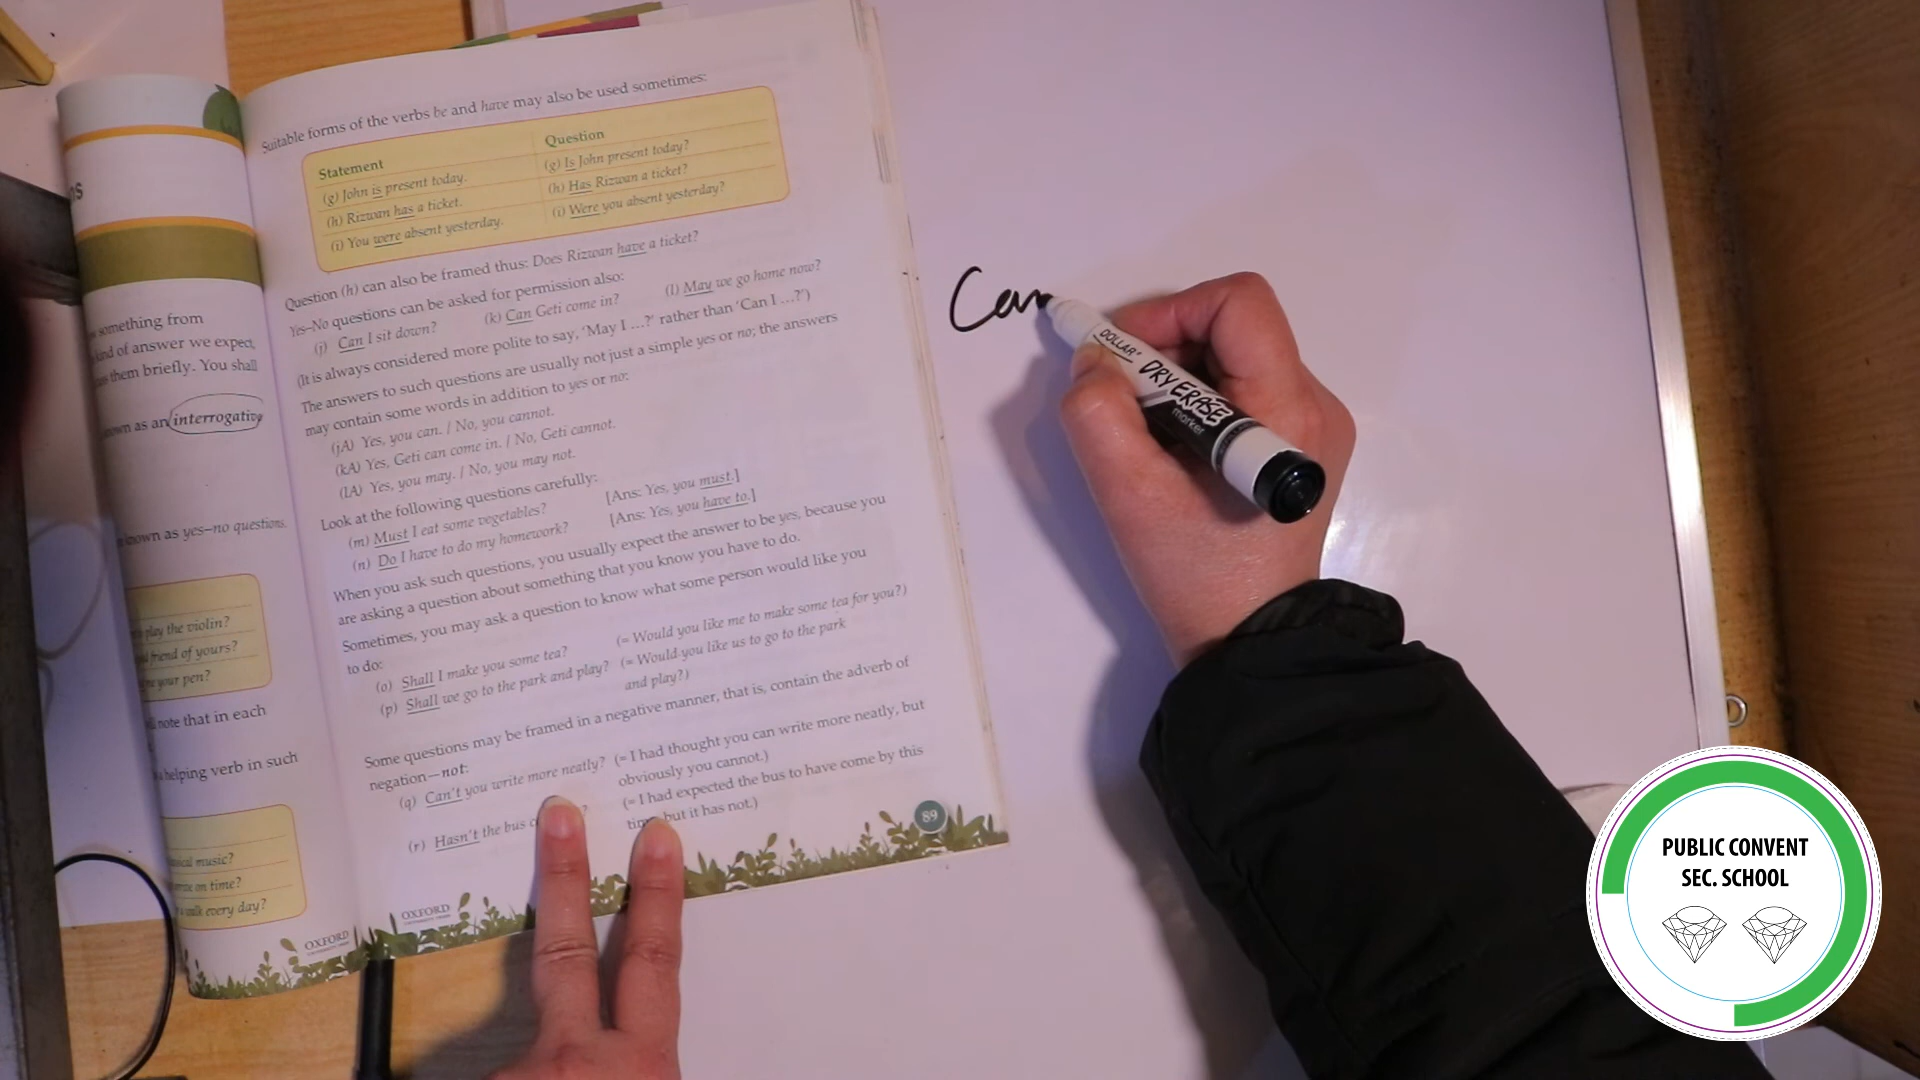 ns
something from
kind of answer we expect,
them briefly. You shall
known as an interrogative
known as yes–no questions.
play the violin?
friend of yours?
your pen?
note that in each
helping verb in such
music?
on time?
walk every day?
OXFORD
Suitable forms of the verbs be and have may also be used sometimes:
Statement Question
(g) John is present today. (g) Is John present today?
(h) Rizwan has a ticket. (h) Has Rizwan a ticket?
(i) You were absent yesterday. (i) Were you absent yesterday?
Question (h) can also be framed thus: Does Rizwan have a ticket?
Yes–No questions can be asked for permission also:
(j) Can I sit down? (k) Can Geti come in? (l) May we go home now?
(It is always considered more polite to say, ‘May I ...?’ rather than ‘Can I ...?’)
The answers to such questions are usually not just a simple yes or no; the answers
may contain some words in addition to yes or no:
(jA) Yes, you can. / No, you cannot.
(kA) Yes, Geti can come in. / No, Geti cannot.
(lA) Yes, you may. / No, you may not.
Look at the following questions carefully:
(m) Must I eat some vegetables? [Ans: Yes, you must.]
(n) Do I have to do my homework? [Ans: Yes, you have to.]
When you ask such questions, you usually expect the answer to be yes, because you
are asking a question about something that you know you have to do.
Sometimes, you may ask a question to know what some person would like you
to do:
(o) Shall I make you some tea? (= Would you like me to make some tea for you?)
(p) Shall we go to the park and play? (= Would you like us to go to the park
and play?)
Some questions may be framed in a negative manner, that is, contain the adverb of
negation—not:
(q) Can't you write more neatly? (= I had thought you can write more neatly, but
obviously you cannot.)
(r) Hasn't the bus ? (= I had expected the bus to have come by this
time but it has not.)
89
OXFORD
UNIVERSITY PRESS
Can
DOLLAR
DRY ERASE
marker
PUBLIC CONVENT
SEC. SCHOOL